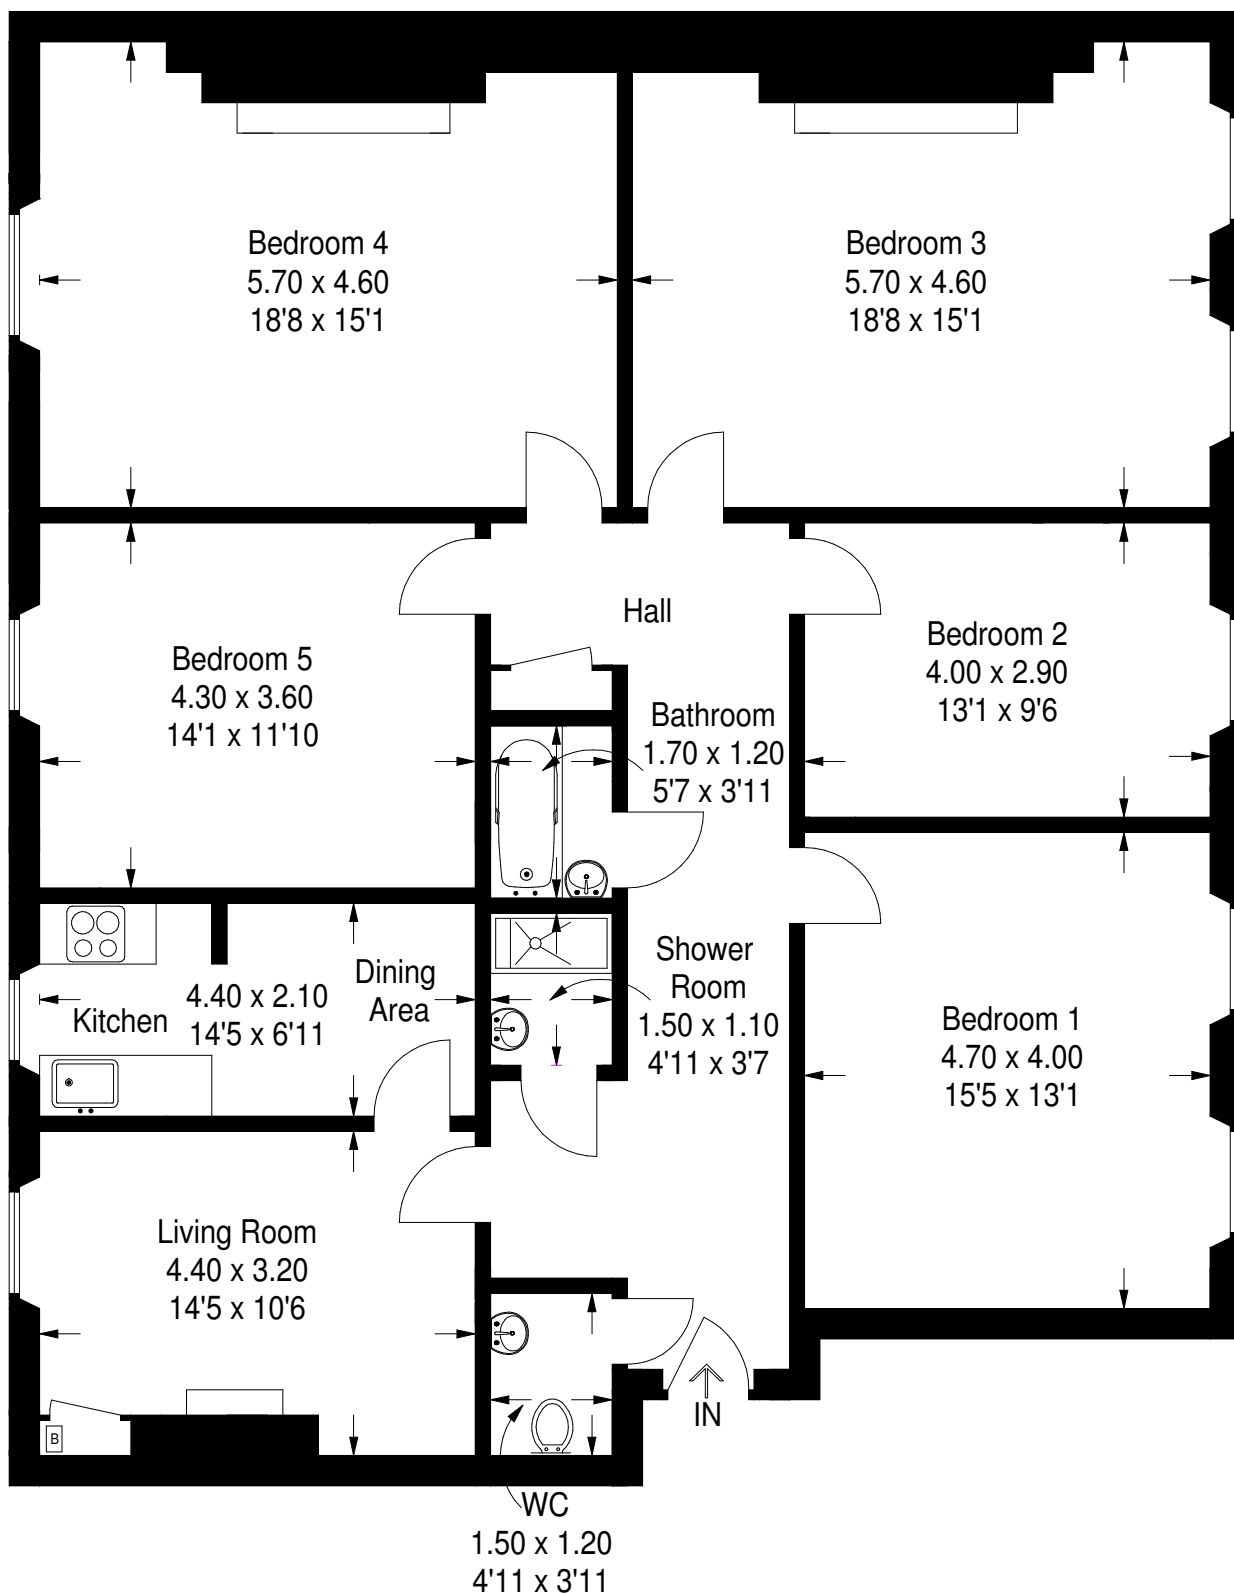 Bedroom 4
5.70 x 4.60
18'8 x 15'1
Bedroom 3
5.70 x 4.60
18'8 x 15'1
Hall
Bedroom 5
4.30 x 3.60
14'1 x 11'10
Bedroom 2
4.00 x 2.90
13'1 x 9'6
Bathroom
1.70 x 1.20
5'7 x 3'11
Kitchen
4.40 x 2.10
14'5 x 6'11
Dining
Area
Shower
Room
1.50 x 1.10
4'11 x 3'7
Bedroom 1
4.70 x 4.00
15'5 x 13'1
Living Room
4.40 x 3.20
14'5 x 10'6
B
IN
WC
1.50 x 1.20
4'11 x 3'11